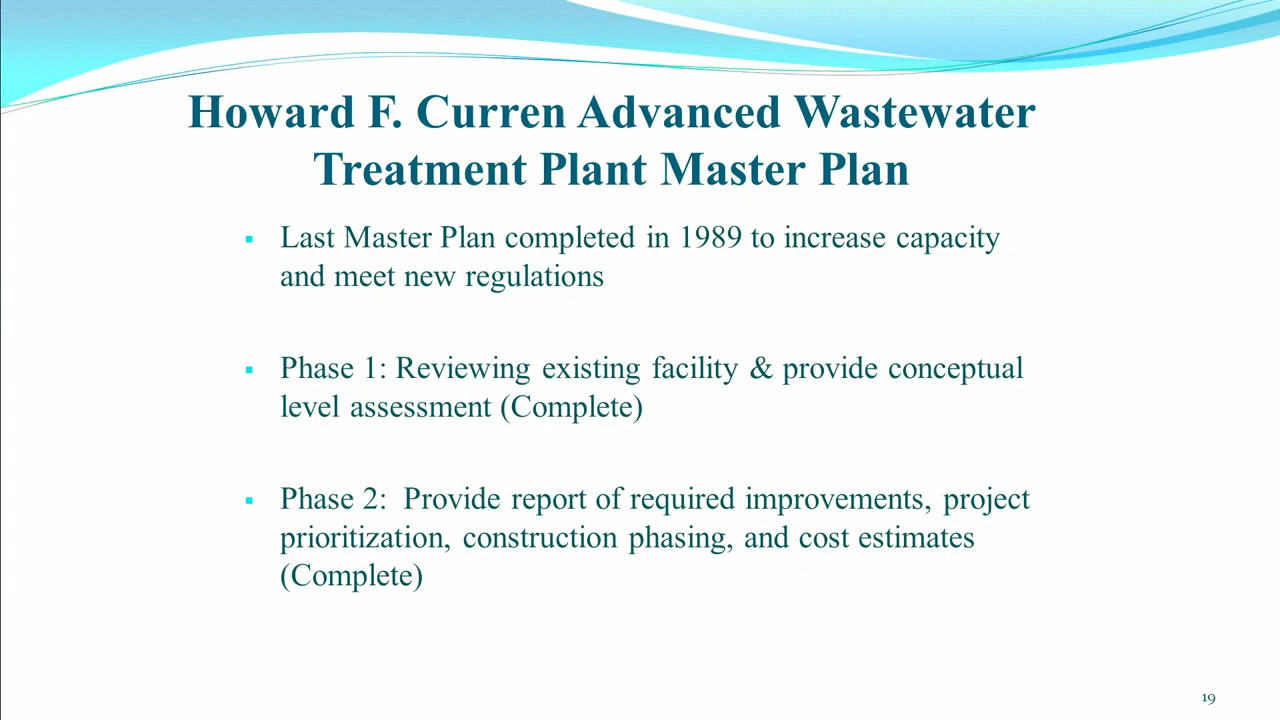 Howard F. Curren Advanced Wastewater
Treatment Plant Master Plan
▪ Last Master Plan completed in 1989 to increase capacity
and meet new regulations
▪ Phase 1: Reviewing existing facility & provide conceptual
level assessment (Complete)
▪ Phase 2:  Provide report of required improvements, project
prioritization, construction phasing, and cost estimates
(Complete)
19